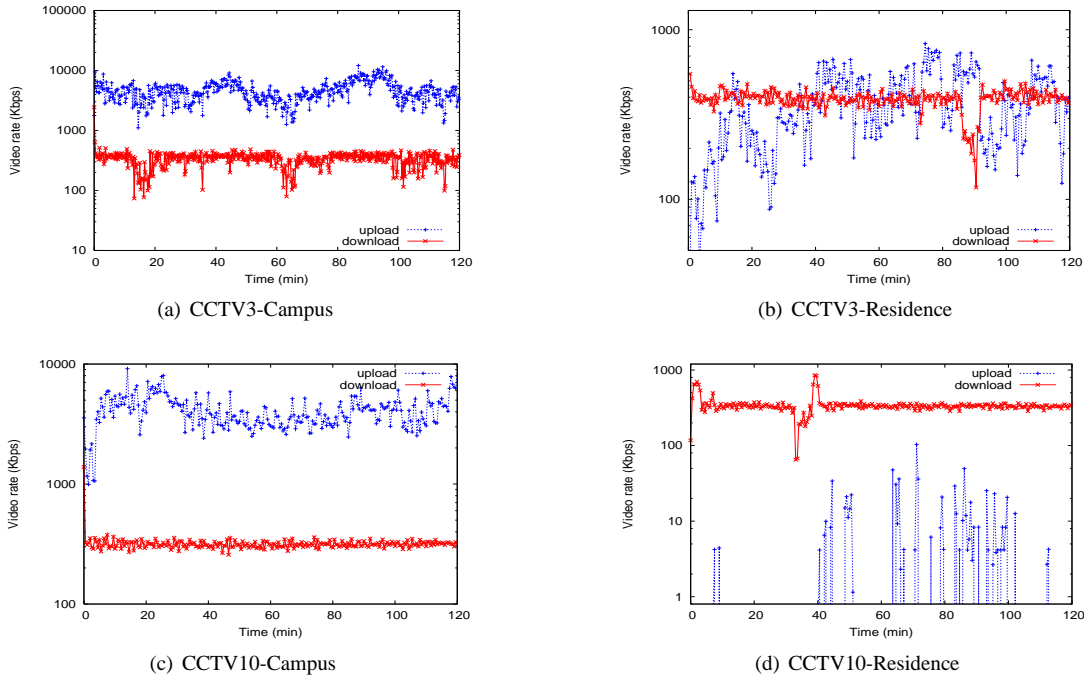 100000
10000
1000
100
10
Video rate (Kbps)
0 20 40 60 80 100 120
Time (min)
upload
download
(a) CCTV3-Campus
1000
100
Video rate (Kbps)
0 20 40 60 80 100 120
Time (min)
upload
download
(b) CCTV3-Residence
10000
1000
100
Video rate (Kbps)
0 20 40 60 80 100 120
Time (min)
upload
download
(c) CCTV10-Campus
1000
100
10
1
Video rate (Kbps)
0 20 40 60 80 100 120
Time (min)
upload
download
(d) CCTV10-Residence